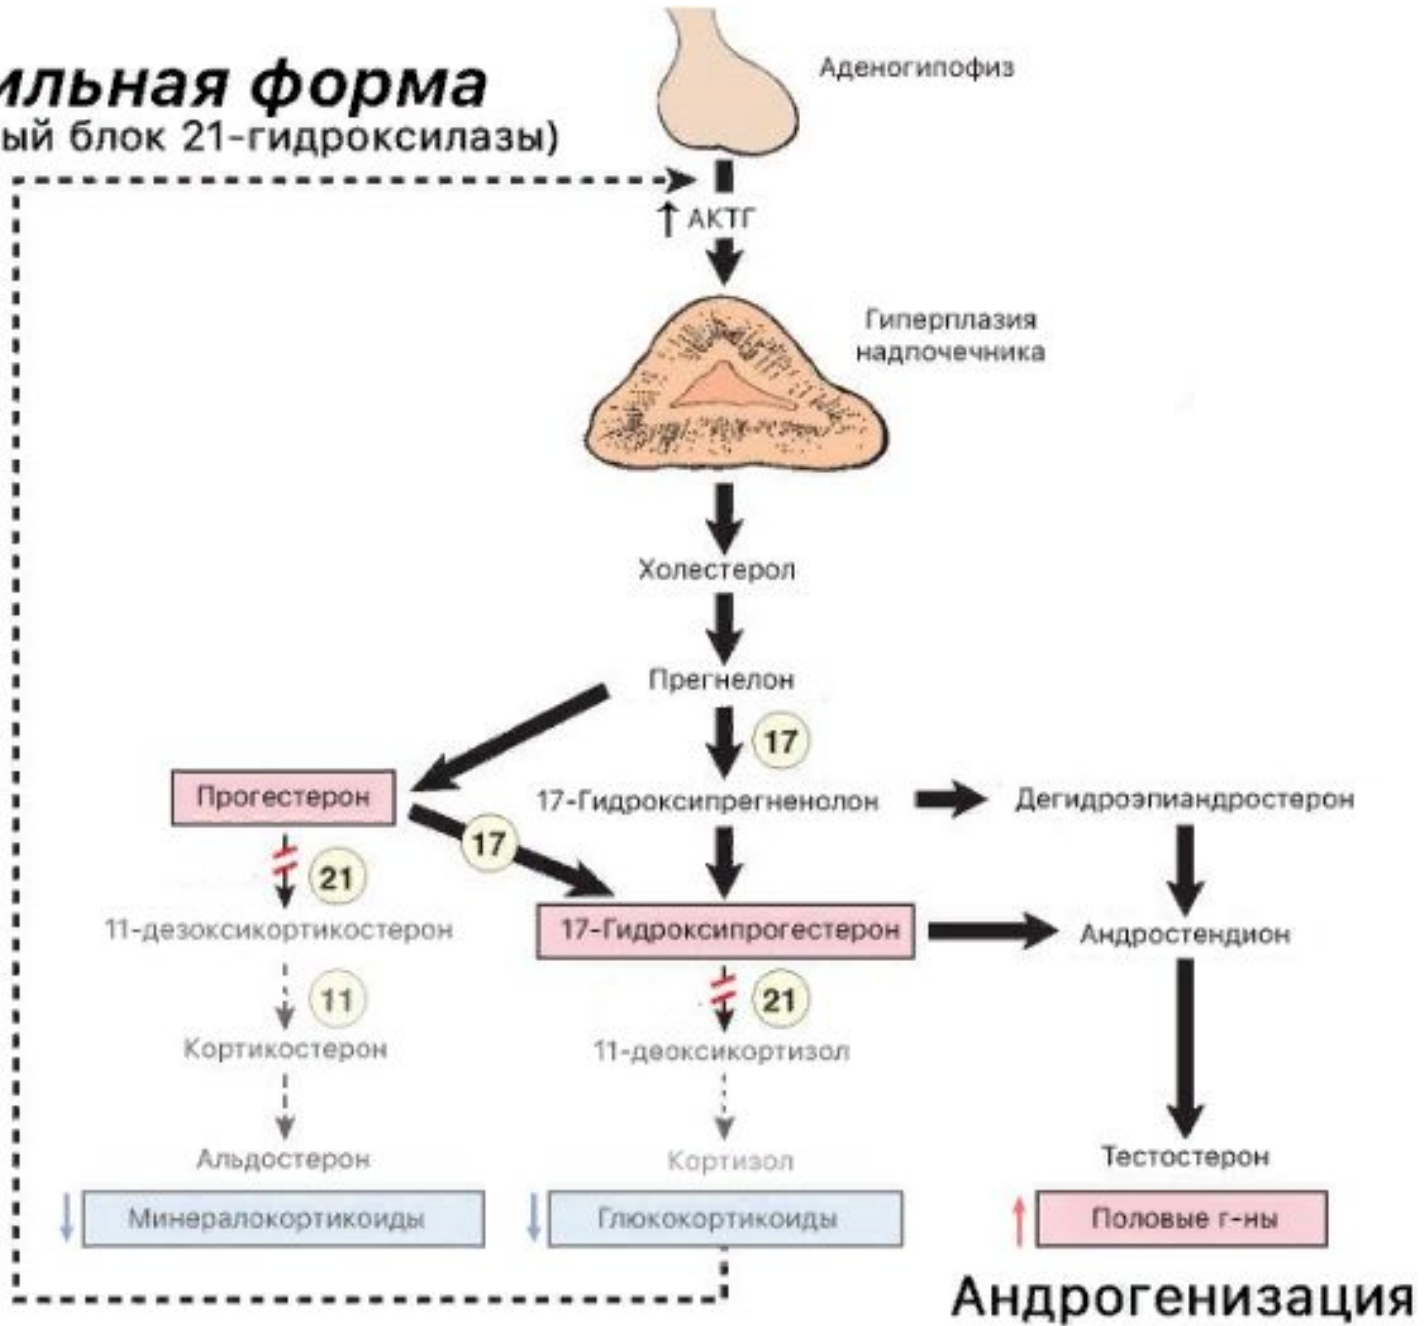 ильная форма
ый блок 21-гидроксилазы)
Аденогипофиз
↑ АКТГ
Гиперплазия
надпочечника
Холестерол
Прегнелон
17
Прогестерон
17-Гидроксипрегненолон
Дегидроэпиандростерон
17
21
11-дезоксикортикостерон
17-Гидроксипрогестерон
Андростендион
11
21
Кортикостерон
11-деоксикортизол
Альдостерон
Кортизол
Тестостерон
↓ Минералокортикоиды
↓ Глюкокортикоиды
↑ Половые г-ны
Андрогенизация